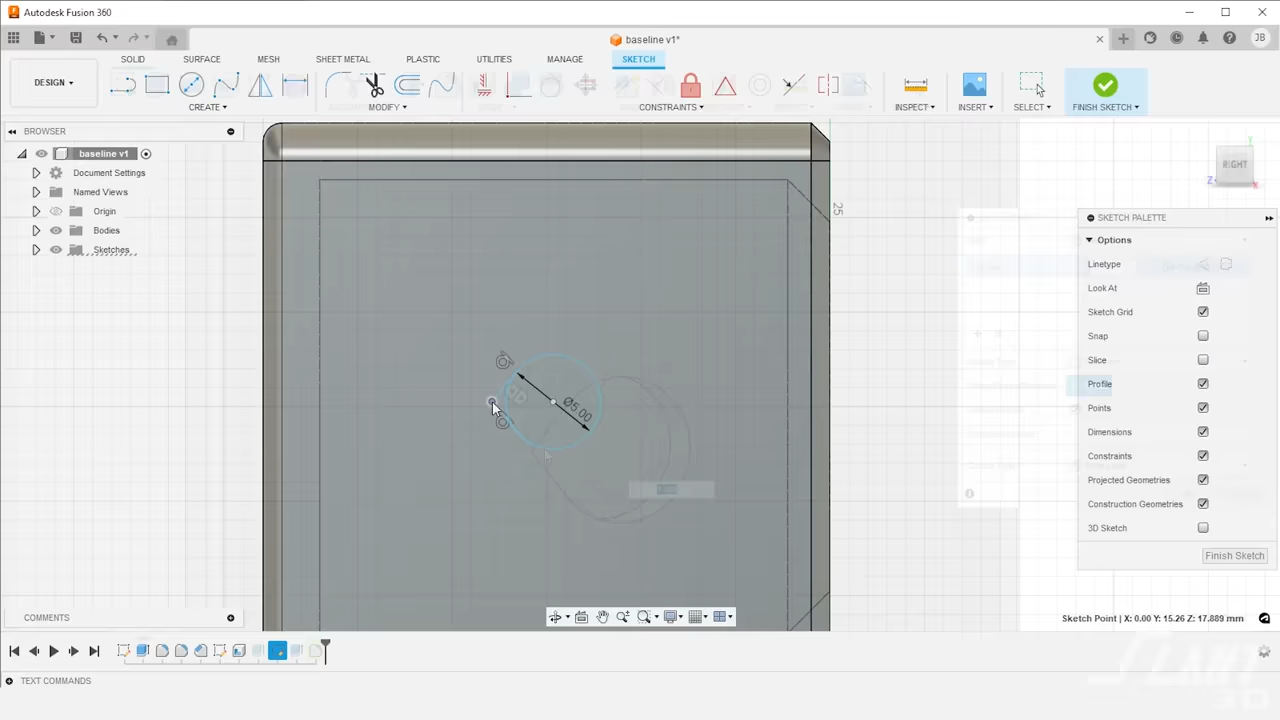 Autodesk Fusion 360
baseline v1*
JB
DESIGN
SOLID
SURFACE
MESH
SHEET METAL
PLASTIC
UTILITIES
MANAGE
SKETCH
CREATE
MODIFY
CONSTRAINTS
INSPECT
INSERT
SELECT
FINISH SKETCH
BROWSER
baseline v1
Document Settings
Named Views
Origin
Bodies
Sketches
RIGHT
Y
Z
X
25
Ø5.00
SKETCH PALETTE
Options
Linetype
Look At
Sketch Grid
Snap
Slice
Profile
Points
Dimensions
Constraints
Projected Geometries
Construction Geometries
3D Sketch
Finish Sketch
COMMENTS
Sketch Point | X: 0.00 Y: 15.26 Z: 17.889 mm
TEXT COMMANDS
SLANT
3D